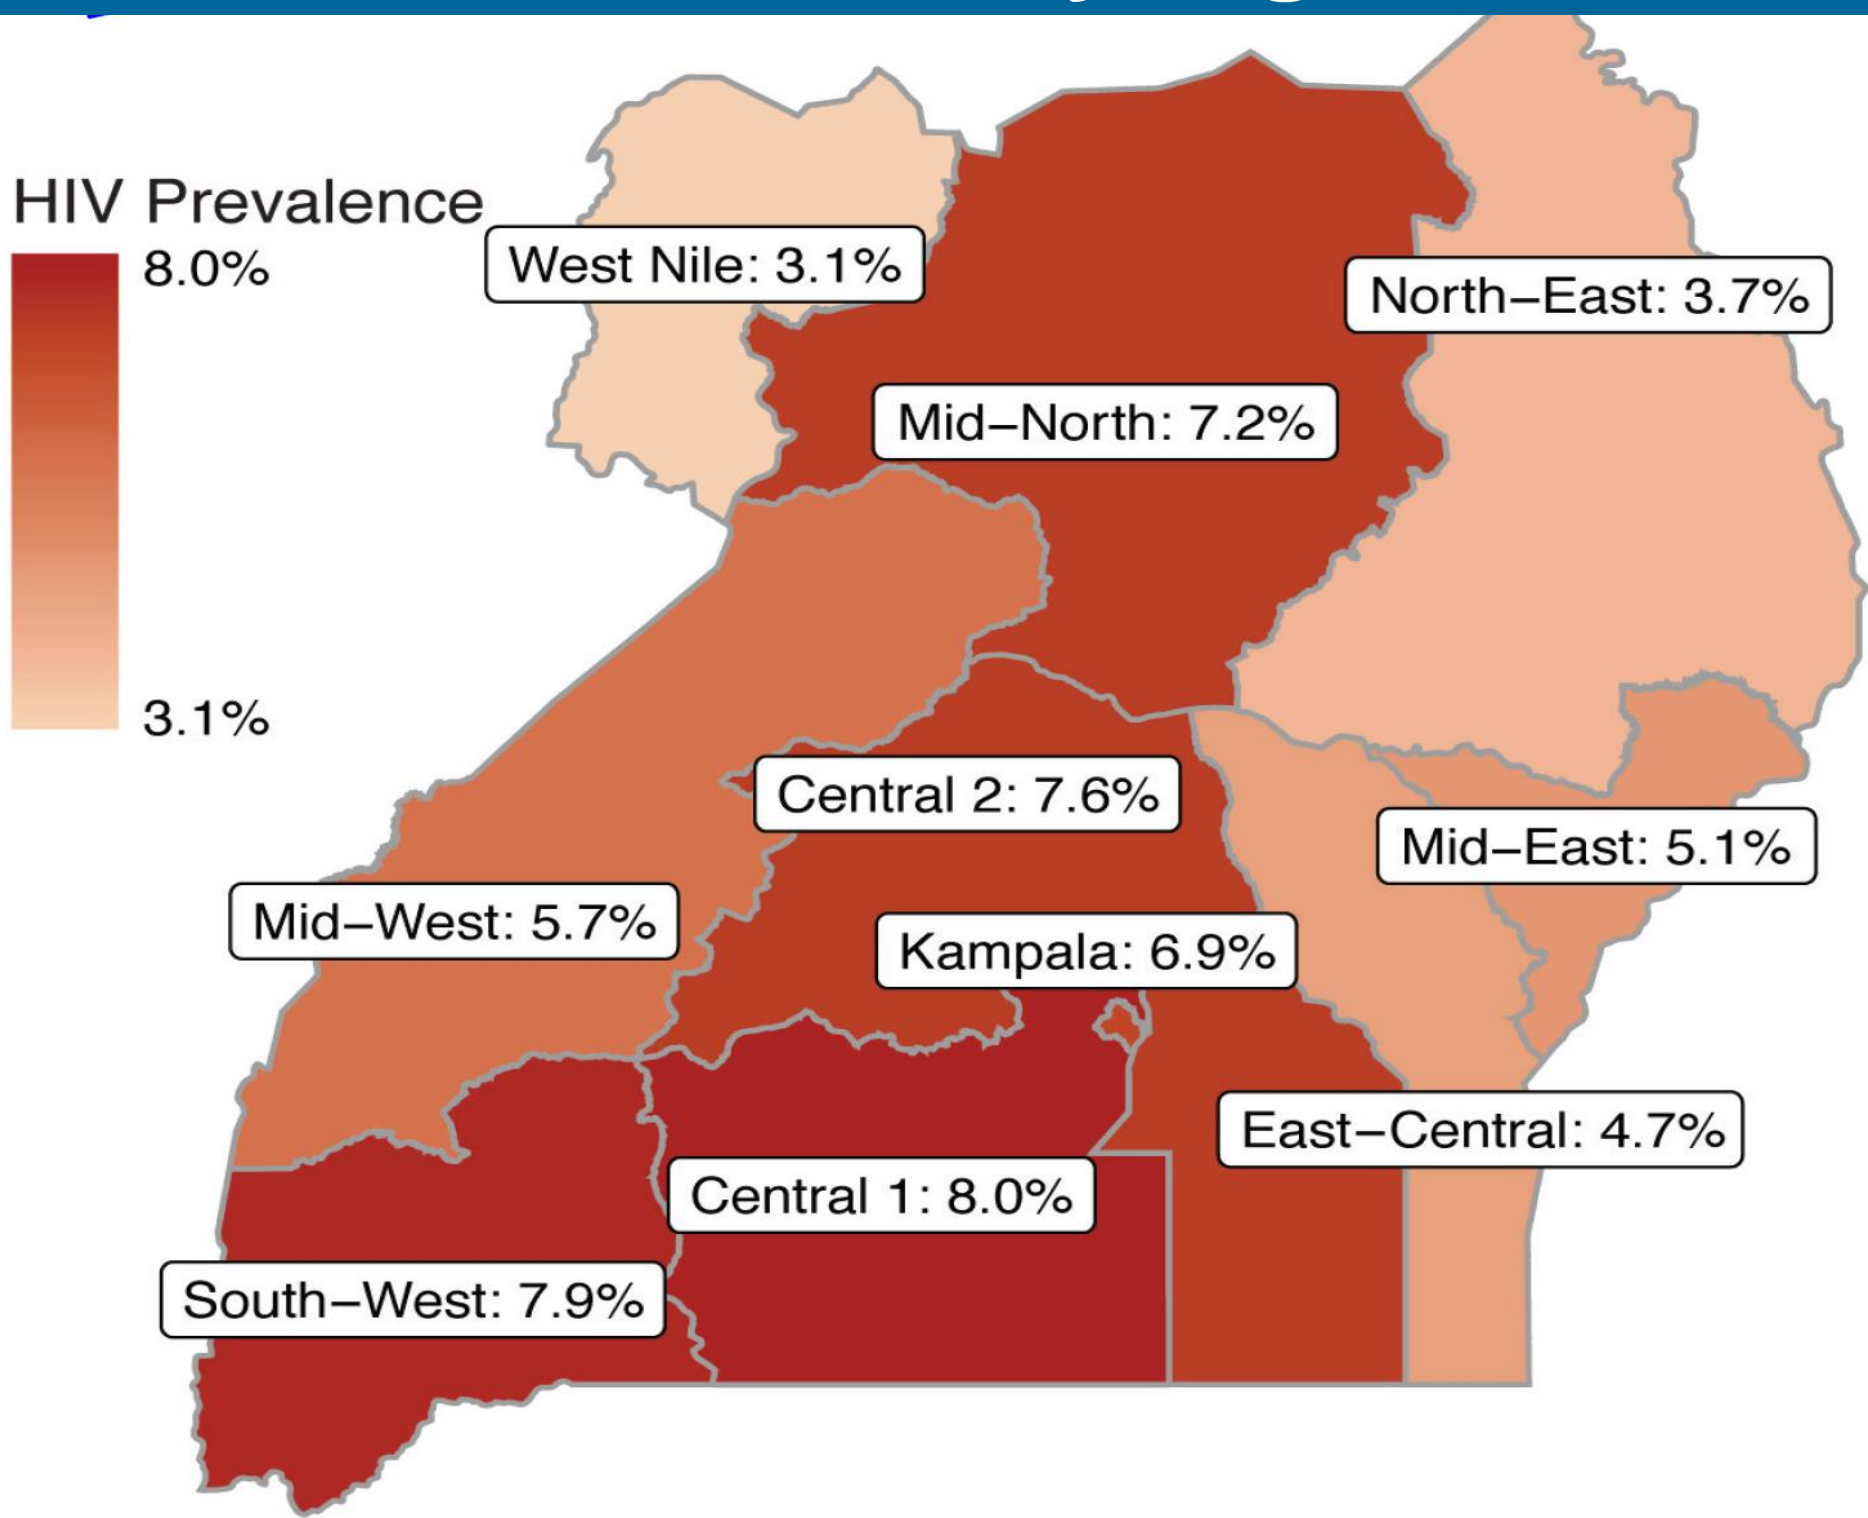 HIV Prevalence
8.0%
3.1%
West Nile: 3.1%
North–East: 3.7%
Mid–North: 7.2%
Central 2: 7.6%
Mid–East: 5.1%
Mid–West: 5.7%
Kampala: 6.9%
East–Central: 4.7%
Central 1: 8.0%
South–West: 7.9%